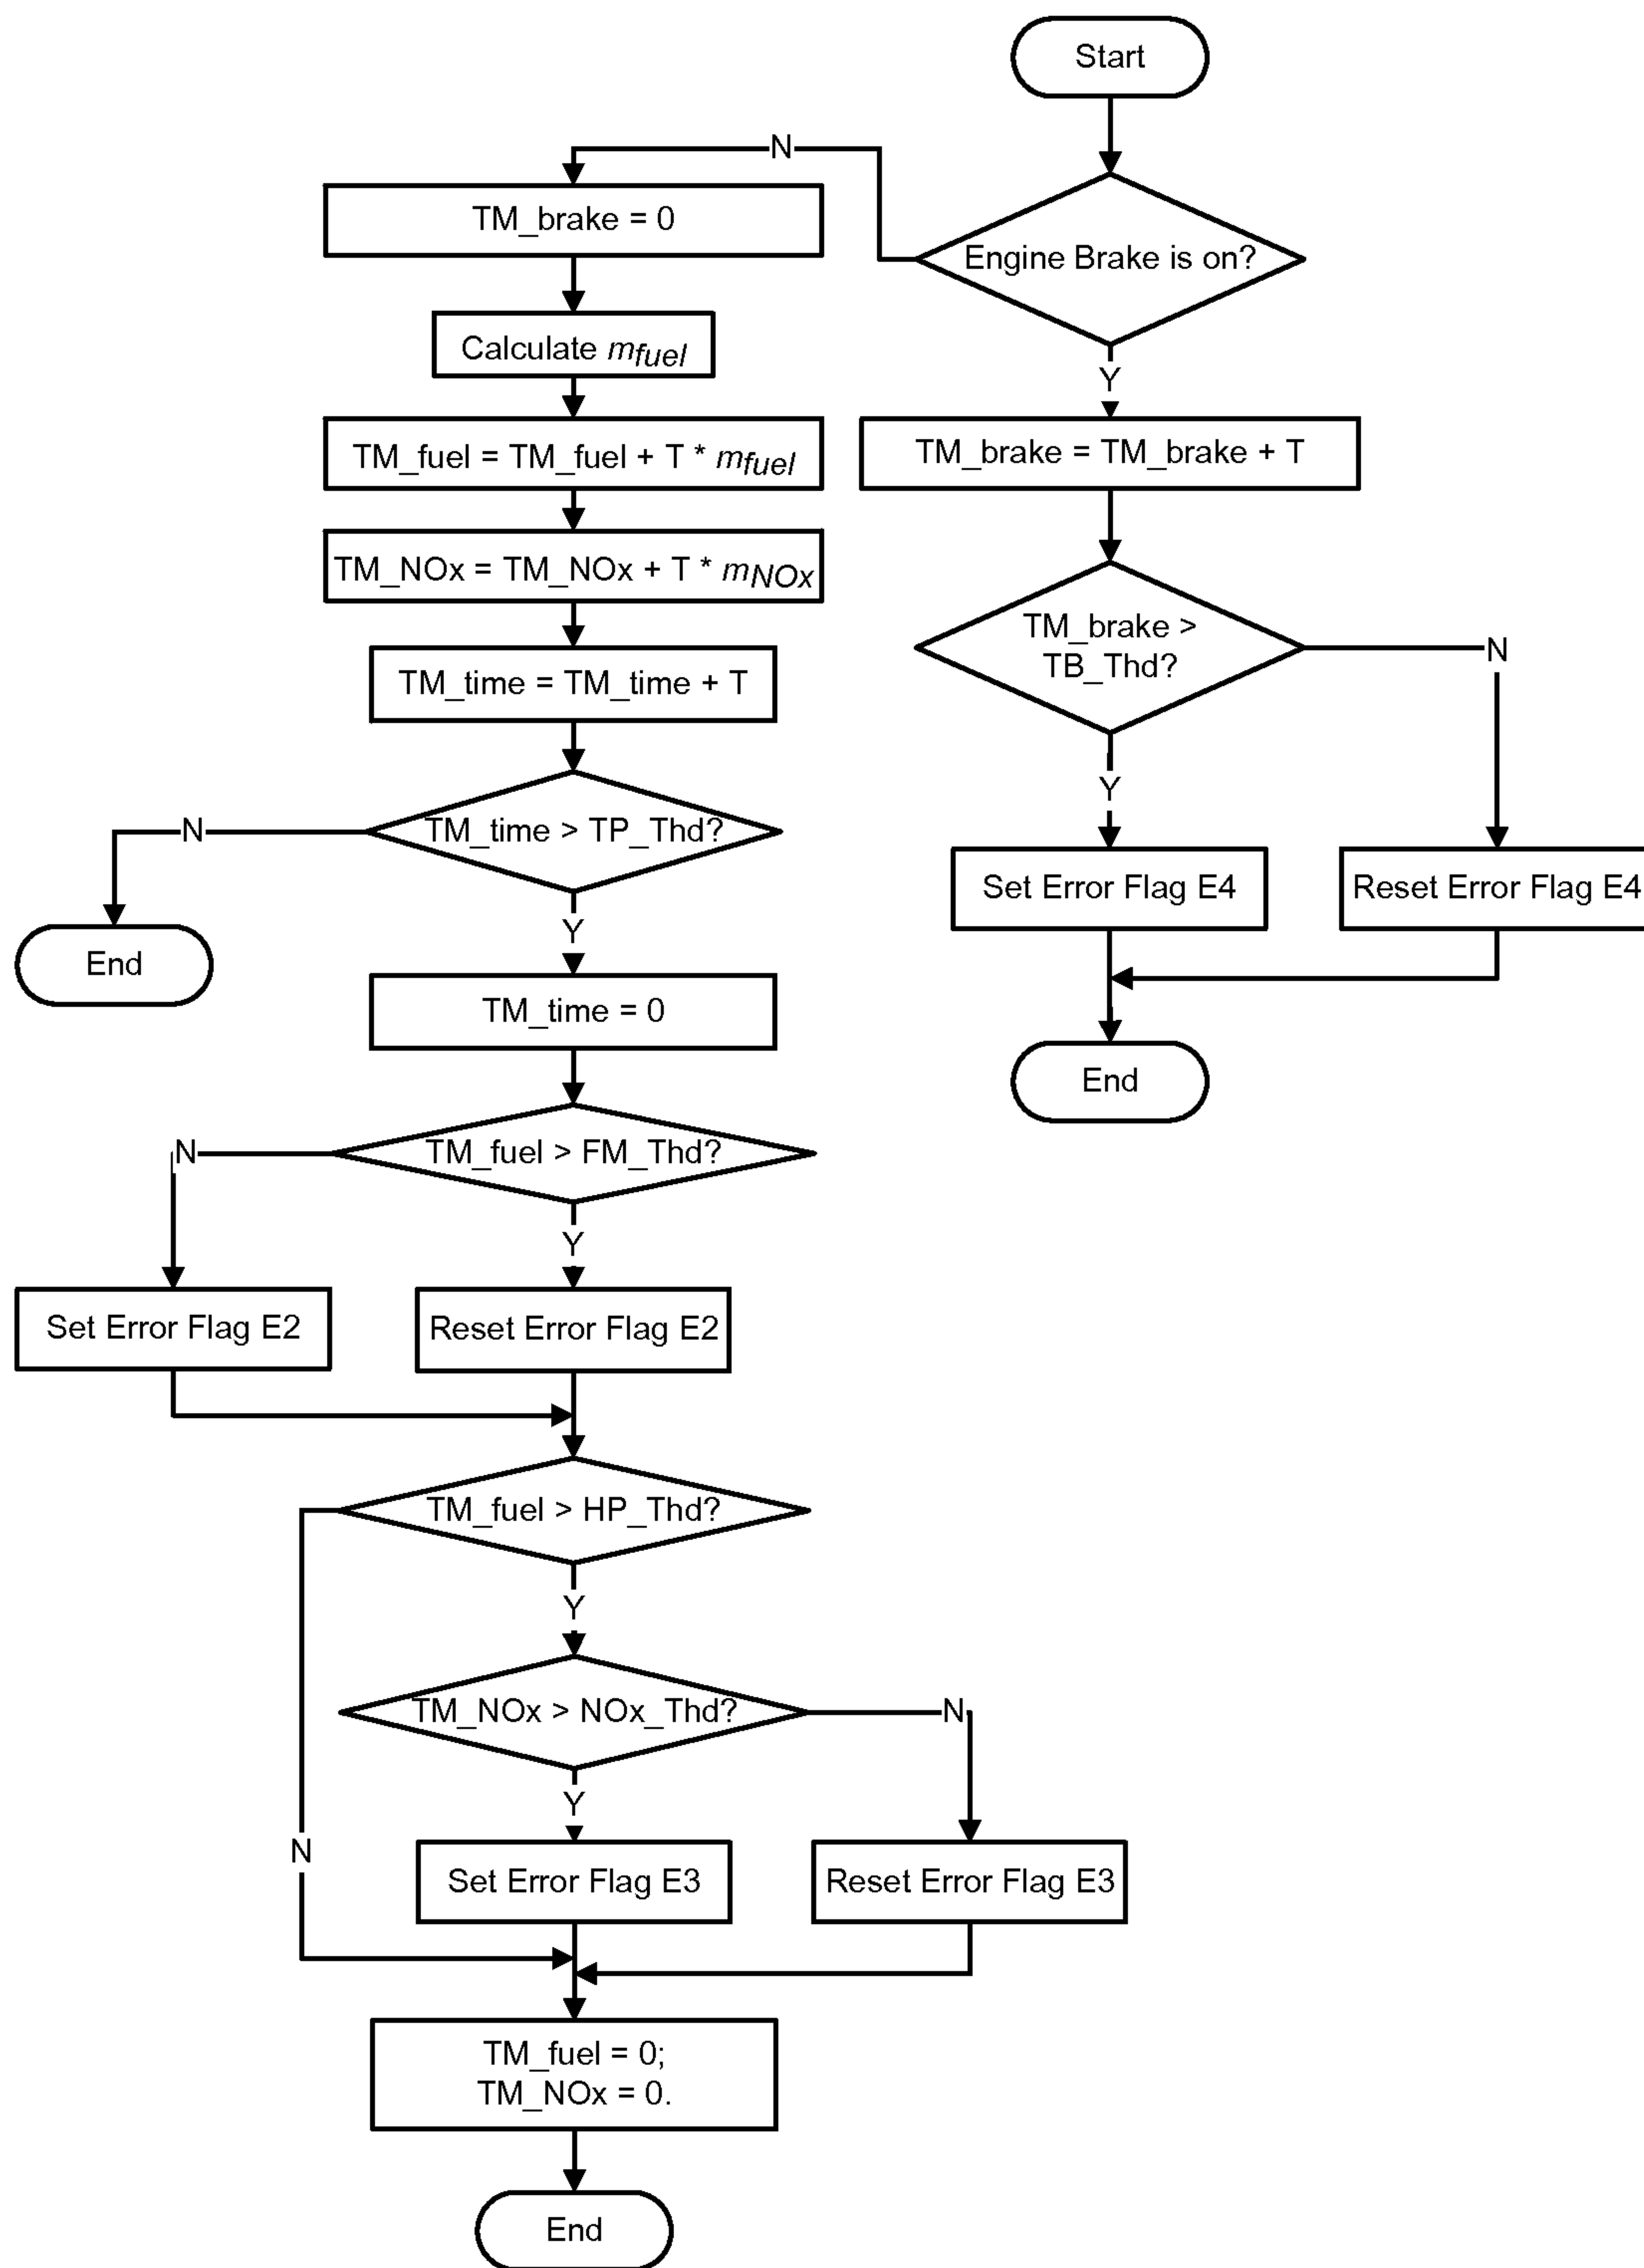 Start
N
TM_brake = 0
Engine Brake is on?
Calculate mfuel
Y
TM_fuel = TM_fuel + T * mfuel
TM_brake = TM_brake + T
TM_NOx = TM_NOx + T * mNOx
TM_brake >
TB_Thd?
N
TM_time = TM_time + T
Y
N
TM_time > TP_Thd?
Set Error Flag E4
Reset Error Flag E4
Y
End
TM_time = 0
End
N
TM_fuel > FM_Thd?
Y
Set Error Flag E2
Reset Error Flag E2
TM_fuel > HP_Thd?
Y
TM_NOx > NOx_Thd?
N
Y
N
Set Error Flag E3
Reset Error Flag E3
TM_fuel = 0;
TM_NOx = 0.
End